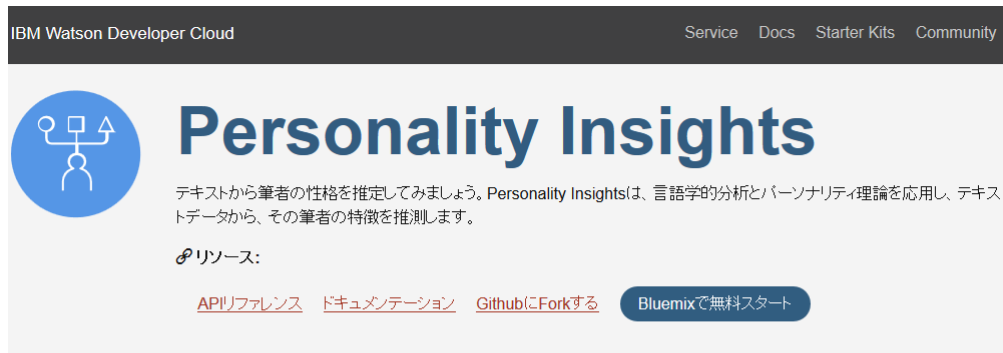 IBM Watson Developer Cloud Service Docs Starter Kits Community
Personality Insights
テキストから筆者の性格を推定してみましょう。Personality Insightsは、言語学的分析とパーソナリティ理論を応用し、テキス
トデータから、その筆者の特徴を推測します。
リソース:
APIリファレンス ドキュメンテーション GithubにForkする Bluemixで無料スタート